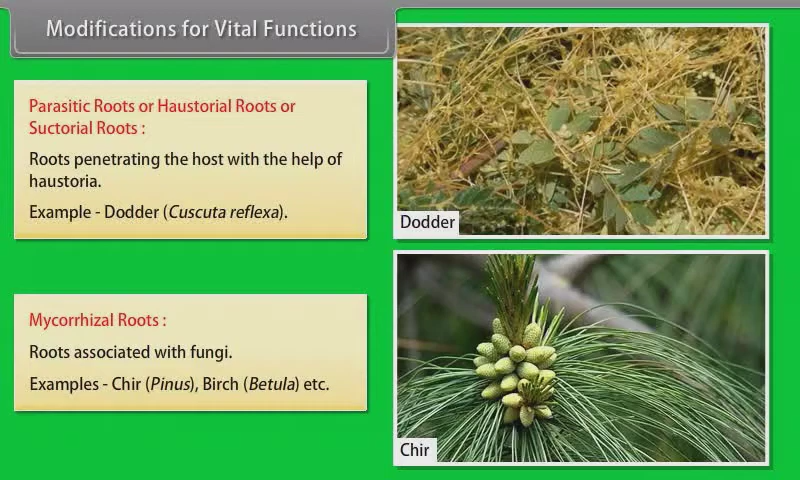 Modifications for Vital Functions
Parasitic Roots or Haustorial Roots or
Suctorial Roots :
Roots penetrating the host with the help of
haustoria.
Example - Dodder (Cuscuta reflexa).
Dodder
Mycorrhizal Roots :
Roots associated with fungi.
Examples - Chir (Pinus), Birch (Betula) etc.
Chir